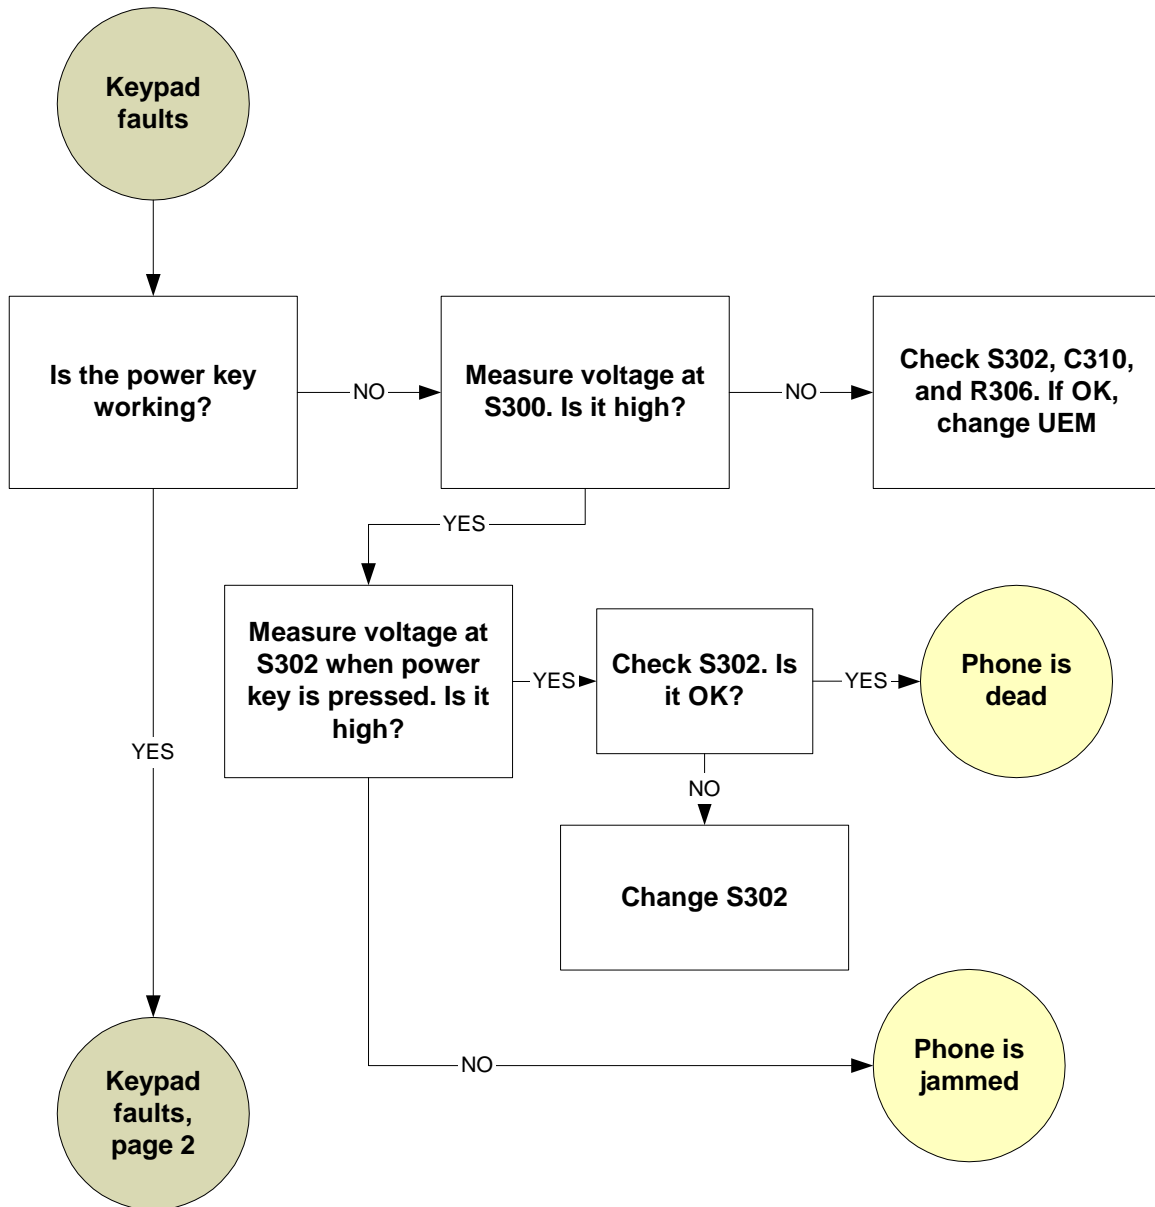 Keypad
faults
Is the power key
working?
NO
Measure voltage at
S300. Is it high?
NO
Check S302, C310,
and R306. If OK,
change UEM
YES
Measure voltage at
S302 when power
key is pressed. Is it
high?
YES
Check S302. Is
it OK?
YES
Phone is
dead
YES
NO
Change S302
NO
Phone is
jammed
Keypad
faults,
page 2